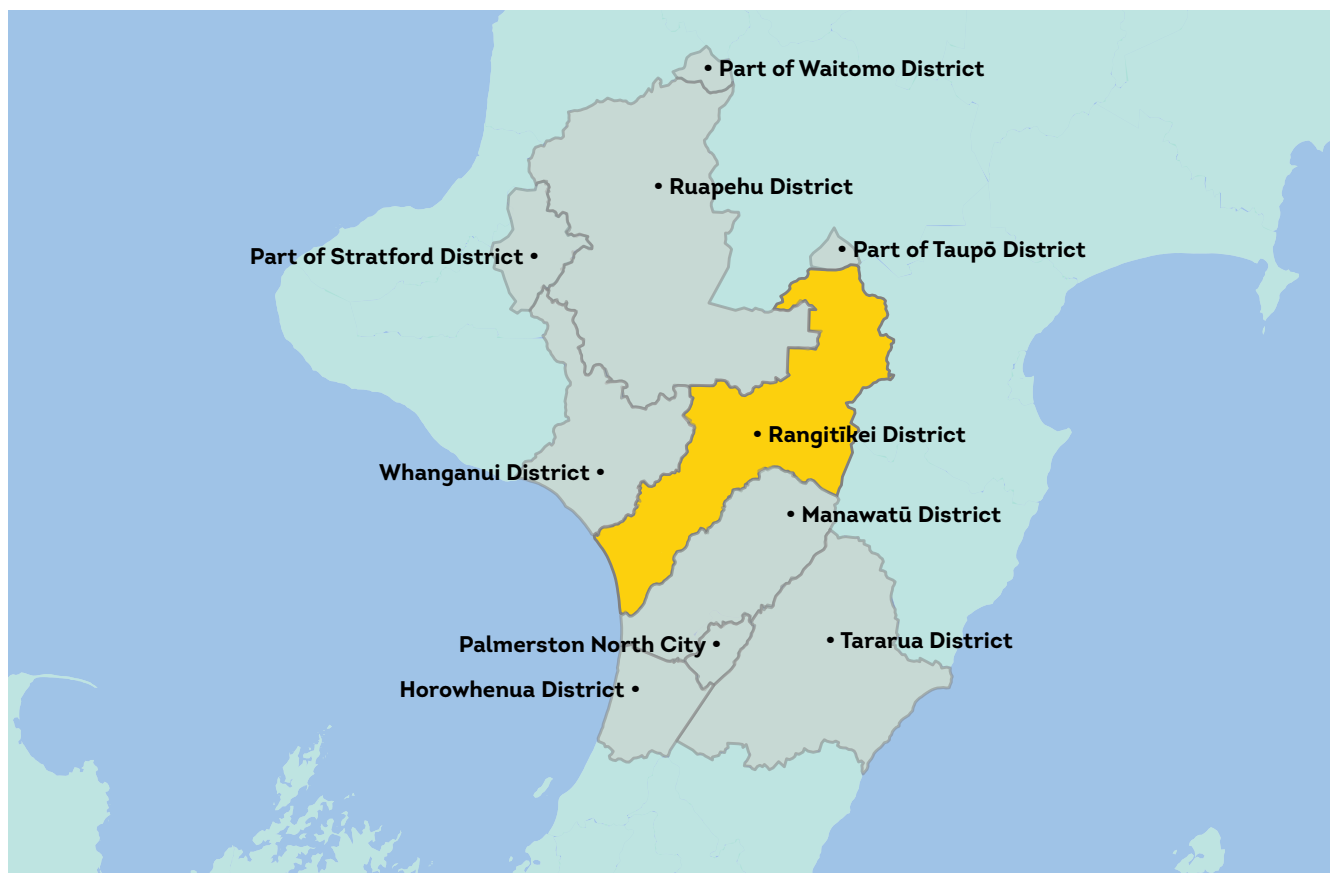 • Part of Waitomo District
• Ruapehu District
Part of Stratford District •
• Part of Taupō District
• Rangitīkei District
Whanganui District •
• Manawatū District
Palmerston North City •
• Tararua District
Horowhenua District •